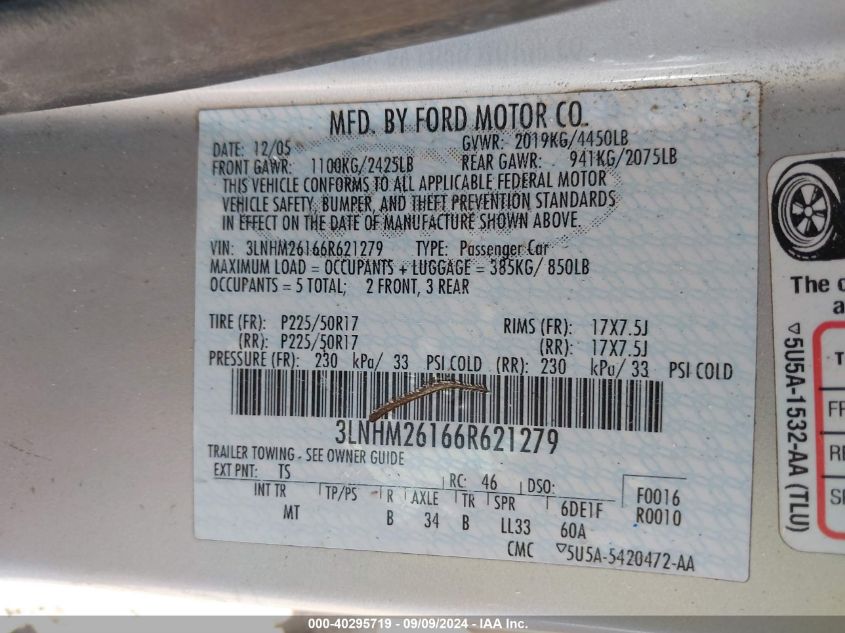 MFD. BY FORD MOTOR CO.
DATE: 12/05 GVWR: 2019KG/4450LB
FRONT GAWR: 1100KG/2425LB REAR GAWR: 941KG/2075LB
THIS VEHICLE CONFORMS TO ALL APPLICABLE FEDERAL MOTOR
VEHICLE SAFETY, BUMPER, AND THEFT PREVENTION STANDARDS
IN EFFECT ON THE DATE OF MANUFACTURE SHOWN ABOVE.
VIN: 3LNHM26166R621279 TYPE: Passenger Car
MAXIMUM LOAD = OCCUPANTS + LUGGAGE = 385KG/ 850LB
OCCUPANTS = 5 TOTAL; 2 FRONT, 3 REAR
TIRE (FR): P225/50R17 RIMS (FR): 17X7.5J
(RR): P225/50R17 (RR): 17X7.5J
PRESSURE (FR): 230 kPa/ 33 PSI COLD (RR): 230 kPa/ 33 PSI COLD
3LNHM26166R621279
TRAILER TOWING - SEE OWNER GUIDE
EXT PNT: TS RC: 46 DSO: F0016
INT TR TP/PS R AXLE TR SPR 6DE1F R0010
MT B 34 B LL33 60A
CMC ▽5U5A-5420472-AA
The
▽5U5A-1532-AA (TLU)
000-40295719 - 09/09/2024 - IAA Inc.